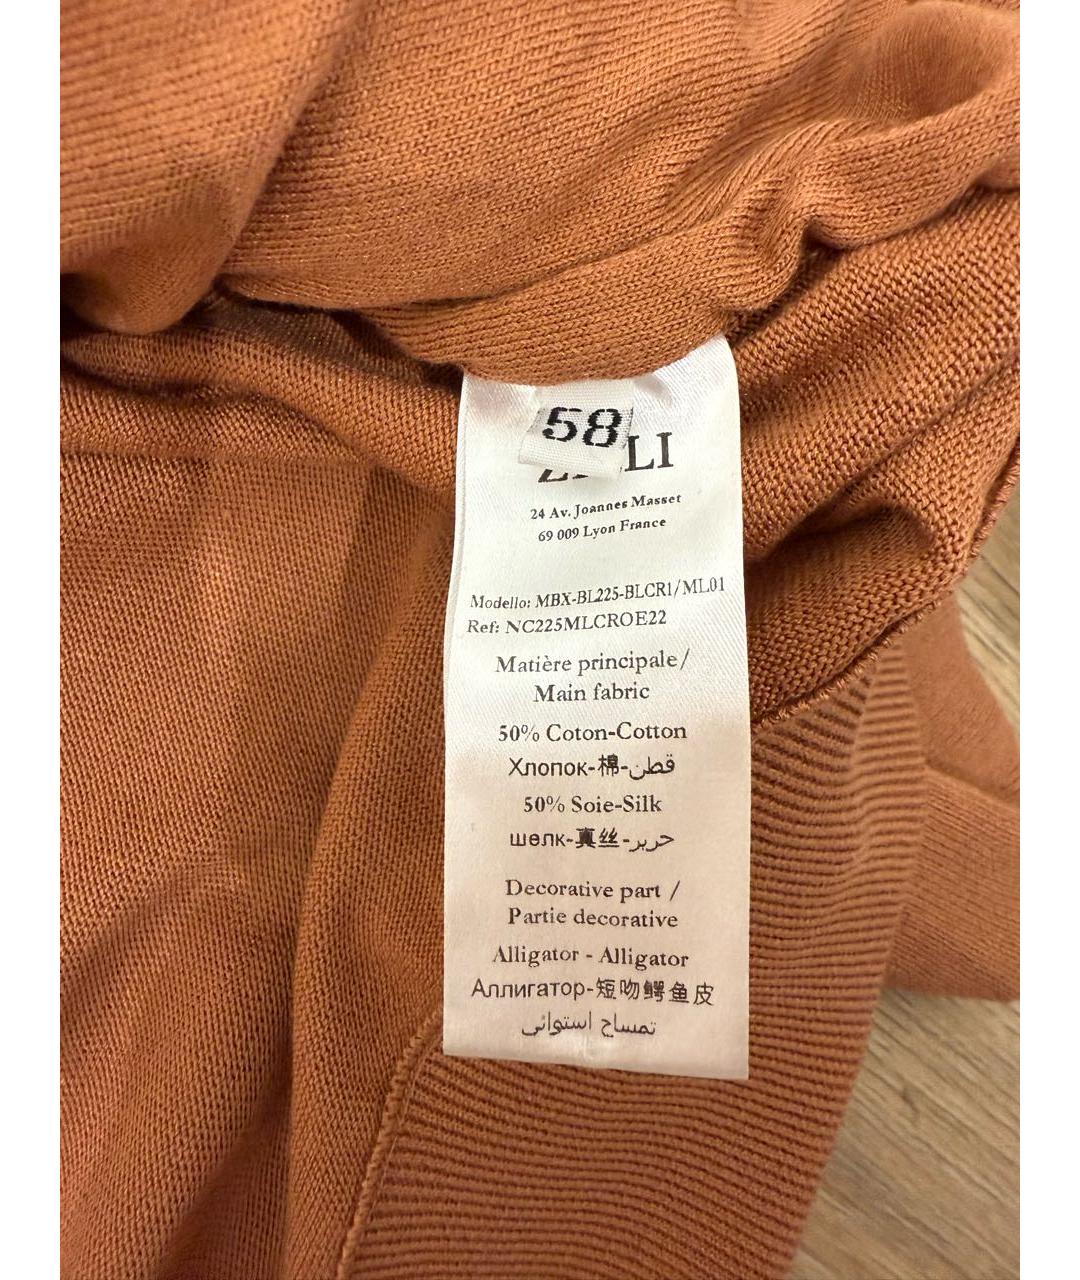 58
24 Av. Joannes Masset
69 009 Lyon France
Modello: MBX-BL225-BLCR1/ML01
Ref: NC225MLCROE22
Matière principale/
Main fabric
50% Coton-Cotton
Хлопок-棉-قطن
50% Soie-Silk
шелк-真丝-حرير
Decorative part /
Partie decorative
Alligator - Alligator
Аллигатор-短吻鳄鱼皮
تمساح استوائي